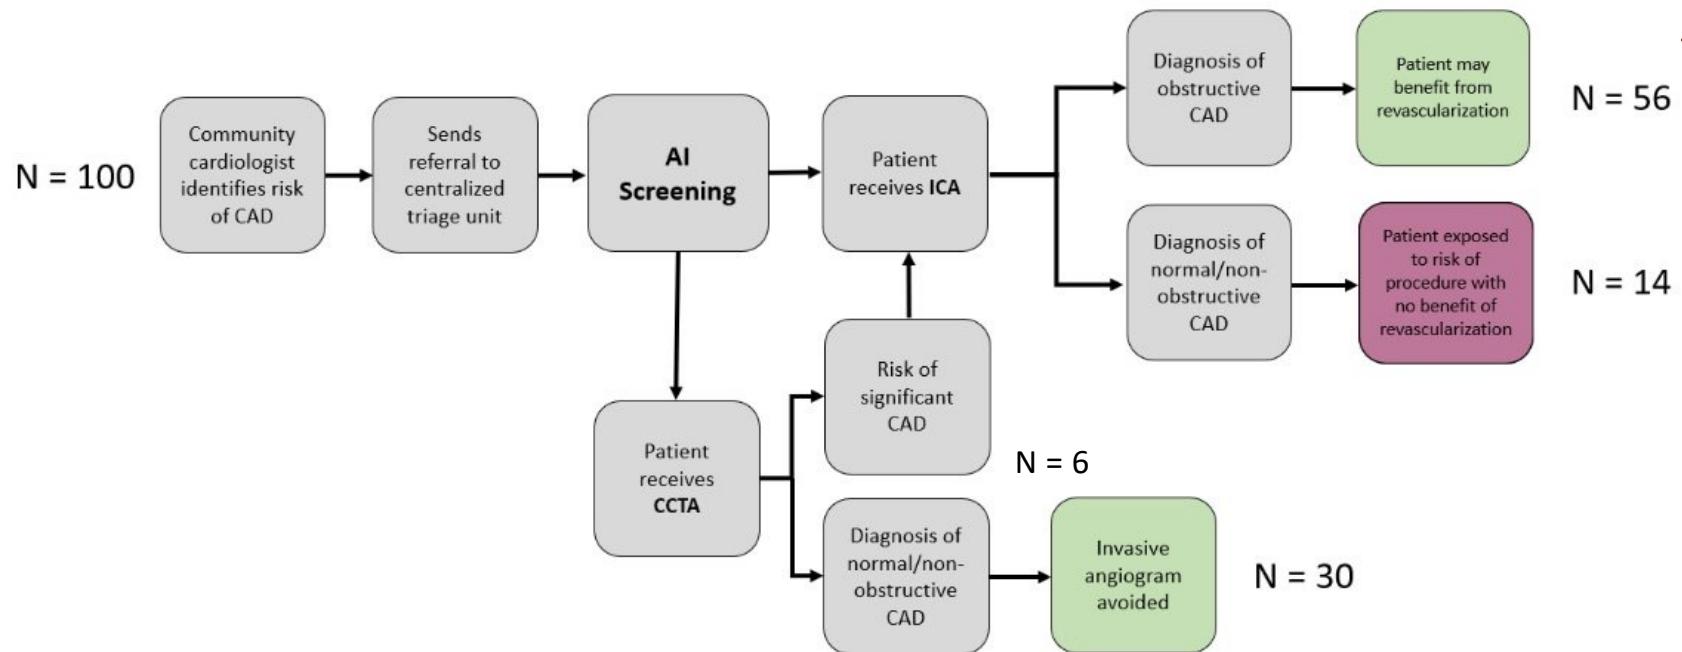 N = 100
Community
cardiologist
identifies risk
of CAD
Sends
referral to
centralized
triage unit
AI
Screening
Patient
receives ICA
Diagnosis of
obstructive
CAD
Patient may
benefit from
revascularization
N = 56
Diagnosis of
normal/non-
obstructive
CAD
Patient exposed
to risk of
procedure with
no benefit of
revascularization
N = 14
Patient
receives
CCTA
Risk of
significant
CAD
N = 6
Diagnosis of
normal/non-
obstructive
CAD
Invasive
angiogram
avoided
N = 30